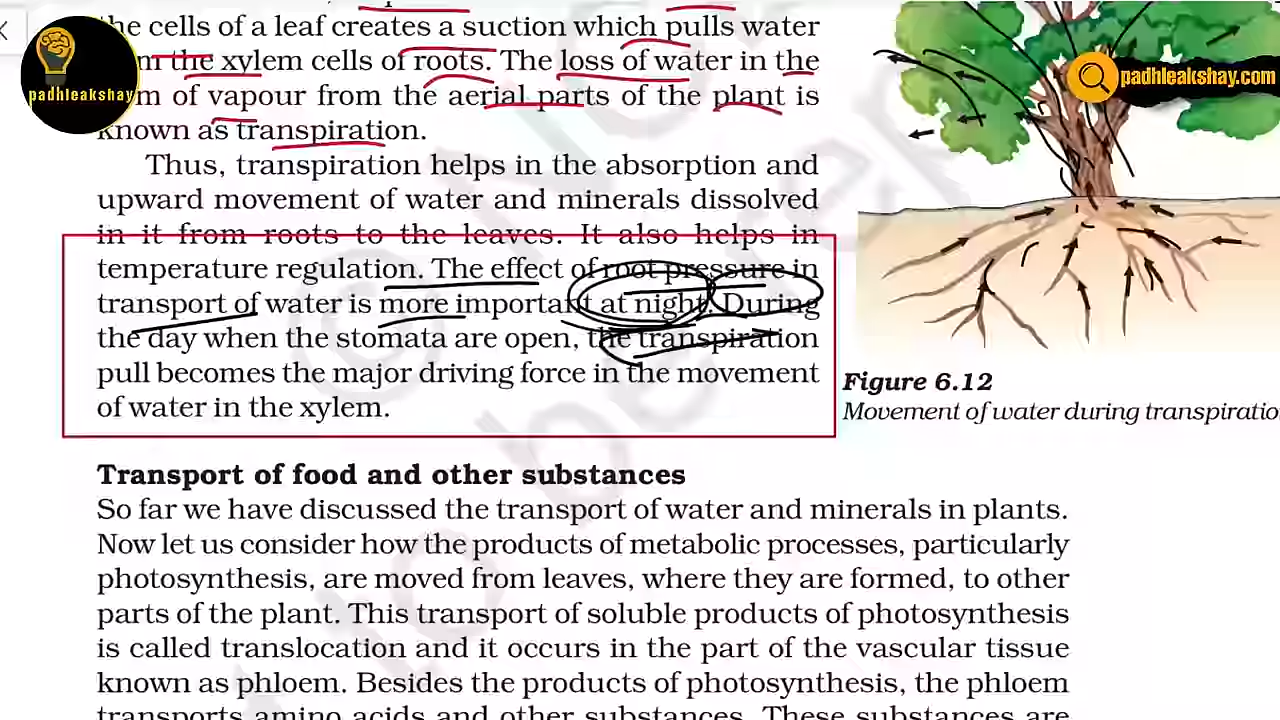 the cells of a leaf creates a suction which pulls water
the xylem cells of roots. The loss of water in the
of vapour from the aerial parts of the plant is
known as transpiration.
Thus, transpiration helps in the absorption and
upward movement of water and minerals dissolved
in it from roots to the leaves. It also helps in
temperature regulation. The effect of root pressure in
transport of water is more important at night. During
the day when the stomata are open, the transpiration
pull becomes the major driving force in the movement
of water in the xylem.
padhleakshay
padhleakshay.com
Figure 6.12
Movement of water during transpiratio
Transport of food and other substances
So far we have discussed the transport of water and minerals in plants.
Now let us consider how the products of metabolic processes, particularly
photosynthesis, are moved from leaves, where they are formed, to other
parts of the plant. This transport of soluble products of photosynthesis
is called translocation and it occurs in the part of the vascular tissue
known as phloem. Besides the products of photosynthesis, the phloem
transports amino acids and other substances. These substances are